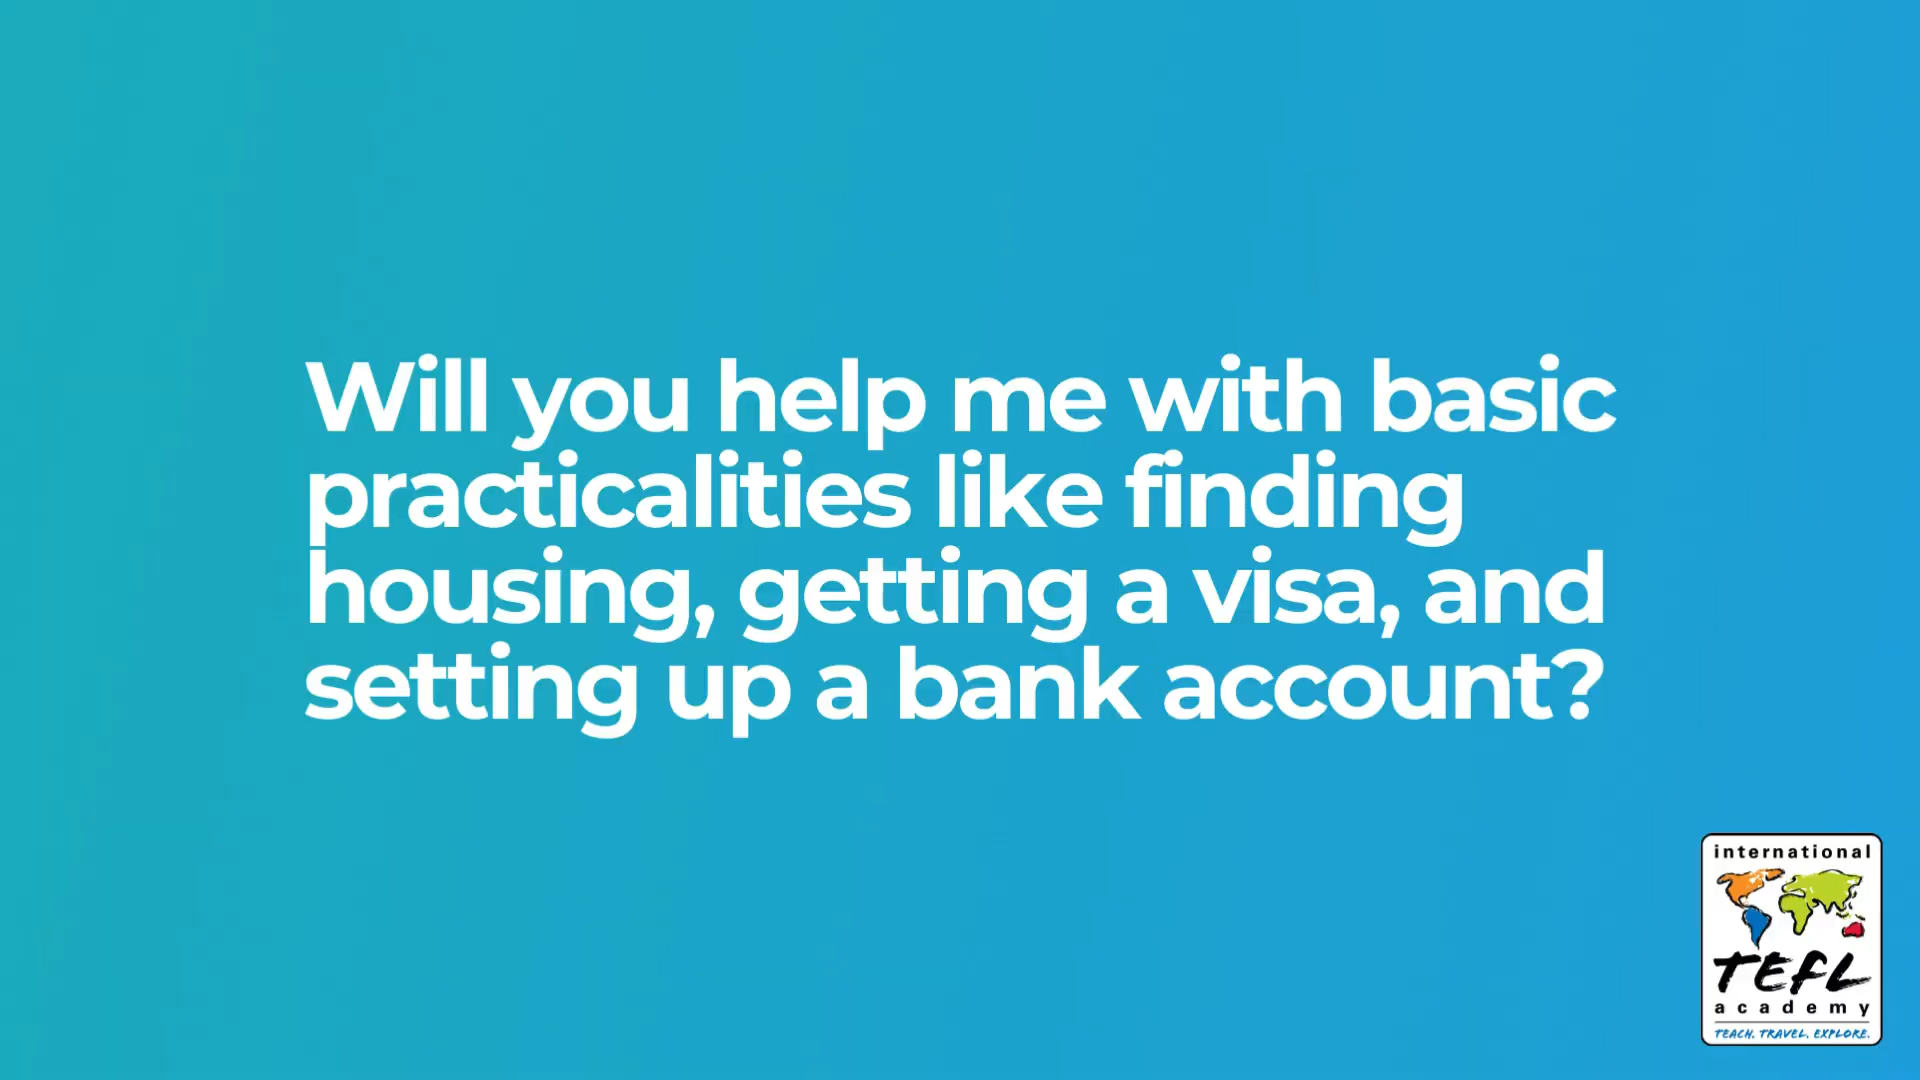 Will you help me with basic
practicalities like finding
housing, getting a visa, and
setting up a bank account?
international
TEFL
academy
TEACH. TRAVEL. EXPLORE.